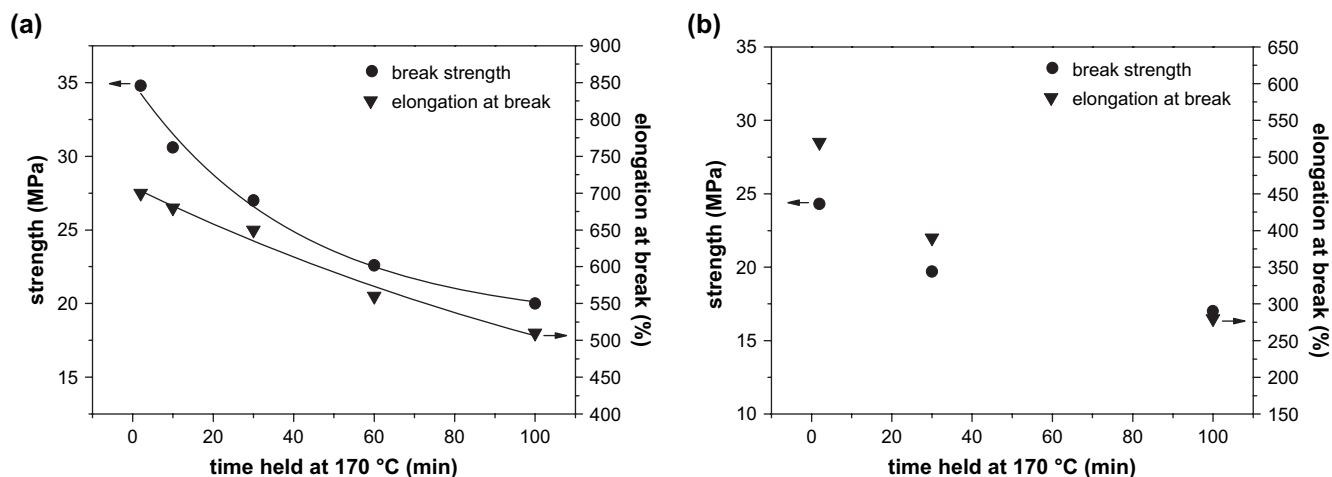 (a)
35
30
25
20
15
strength (MPa)
break strength
elongation at break
900
850
800
750
700
650
600
550
500
450
400
elongation at break (%)
0 20 40 60 80 100
time held at 170 °C (min)
(b)
35
30
25
20
15
10
strength (MPa)
break strength
elongation at break
650
600
550
500
450
400
350
300
250
200
150
elongation at break (%)
0 20 40 60 80 100
time held at 170 °C (min)